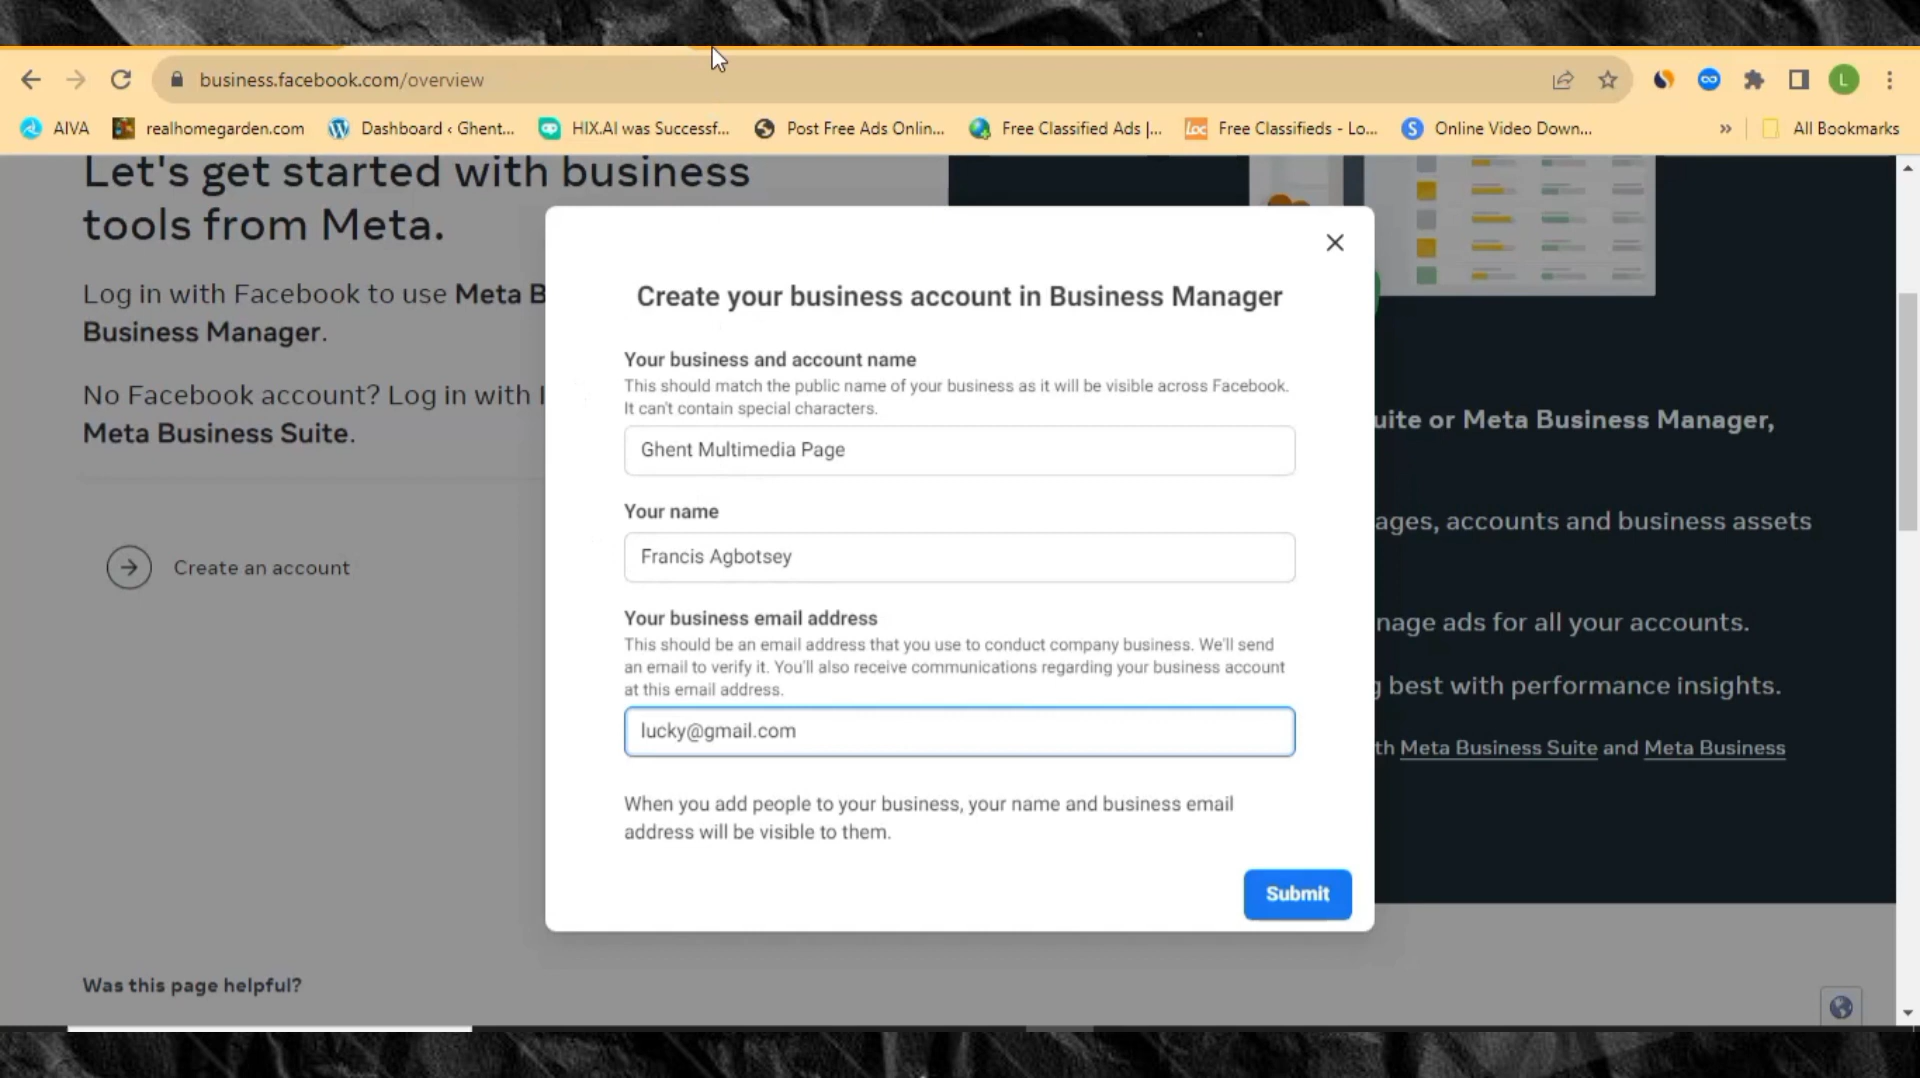 business.facebook.com/overview
L
AIVA
realhomegarden.com
Dashboard ‹ Ghent...
HIX.AI was Successf...
Post Free Ads Onlin...
Free Classified Ads |...
loc
Free Classifieds - Lo...
S
Online Video Down...
»
All Bookmarks
Let's get started with business
tools from Meta.
Log in with Facebook to use Meta B
Business Manager.
No Facebook account? Log in with I
Meta Business Suite.
Create an account
Create your business account in Business Manager
Your business and account name
This should match the public name of your business as it will be visible across Facebook.
It can't contain special characters.
Ghent Multimedia Page
Your name
Francis Agbotsey
Your business email address
This should be an email address that you use to conduct company business. We'll send
an email to verify it. You'll also receive communications regarding your business account
at this email address.
lucky@gmail.com
When you add people to your business, your name and business email
address will be visible to them.
Submit
uite or Meta Business Manager,
ages, accounts and business assets
nage ads for all your accounts.
g best with performance insights.
th Meta Business Suite and Meta Business
Was this page helpful?